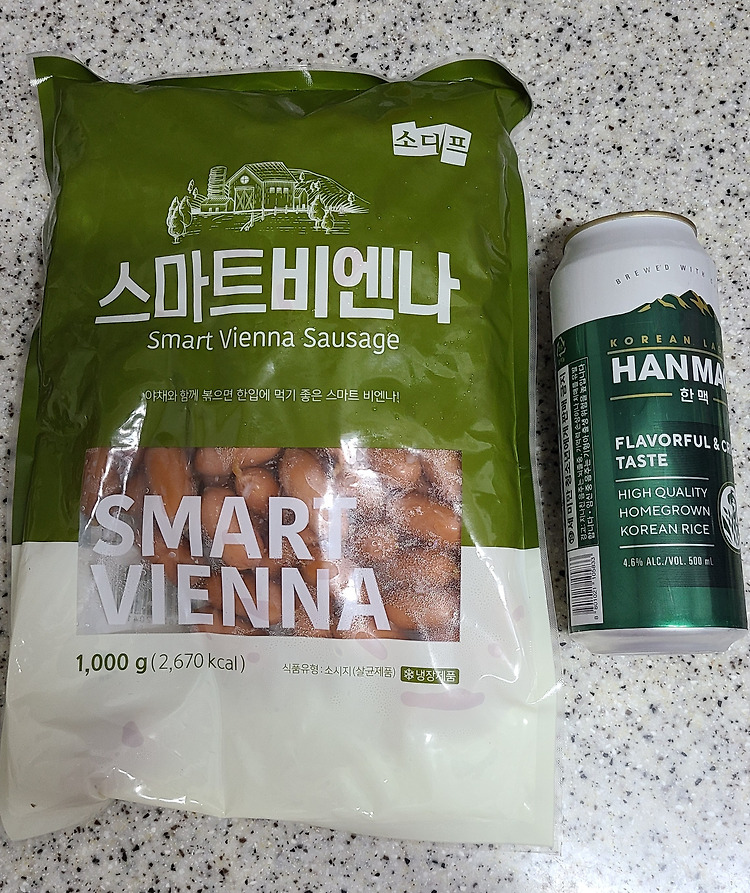 소디프
스마트비엔나
Smart Vienna Sausage
야채와 함께 볶으면 한입에 먹기 좋은 스마트 비엔나!
SMART
VIENNA
1,000 g (2,670 kcal)
식품유형 : 소시지(살균제품)
냉장제품
BREWED WITH
KOREAN
HANMA
한맥
FLAVORFUL &
TASTE
HIGH QUALITY
HOMEGROWN
KOREAN RICE
4.6% ALC./VOL. 500 mL